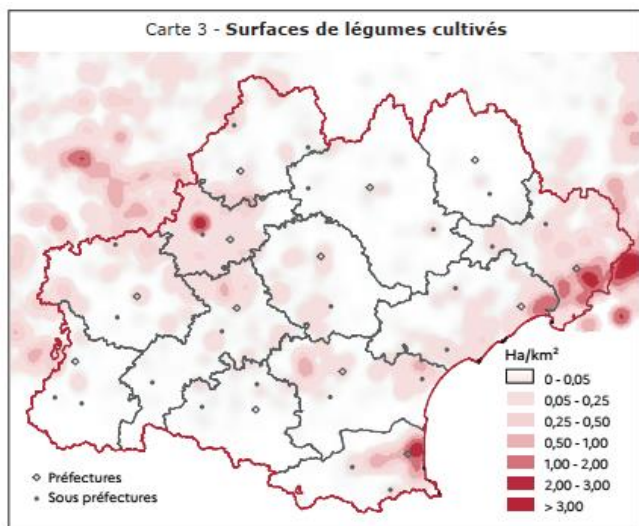 Carte 3 - Surfaces de légumes cultivés
Ha/km²
0 - 0,05
0,05 - 0,25
0,25 - 0,50
0,50 - 1,00
1,00 - 2,00
2,00 - 3,00
> 3,00
Préfectures
Sous préfectures